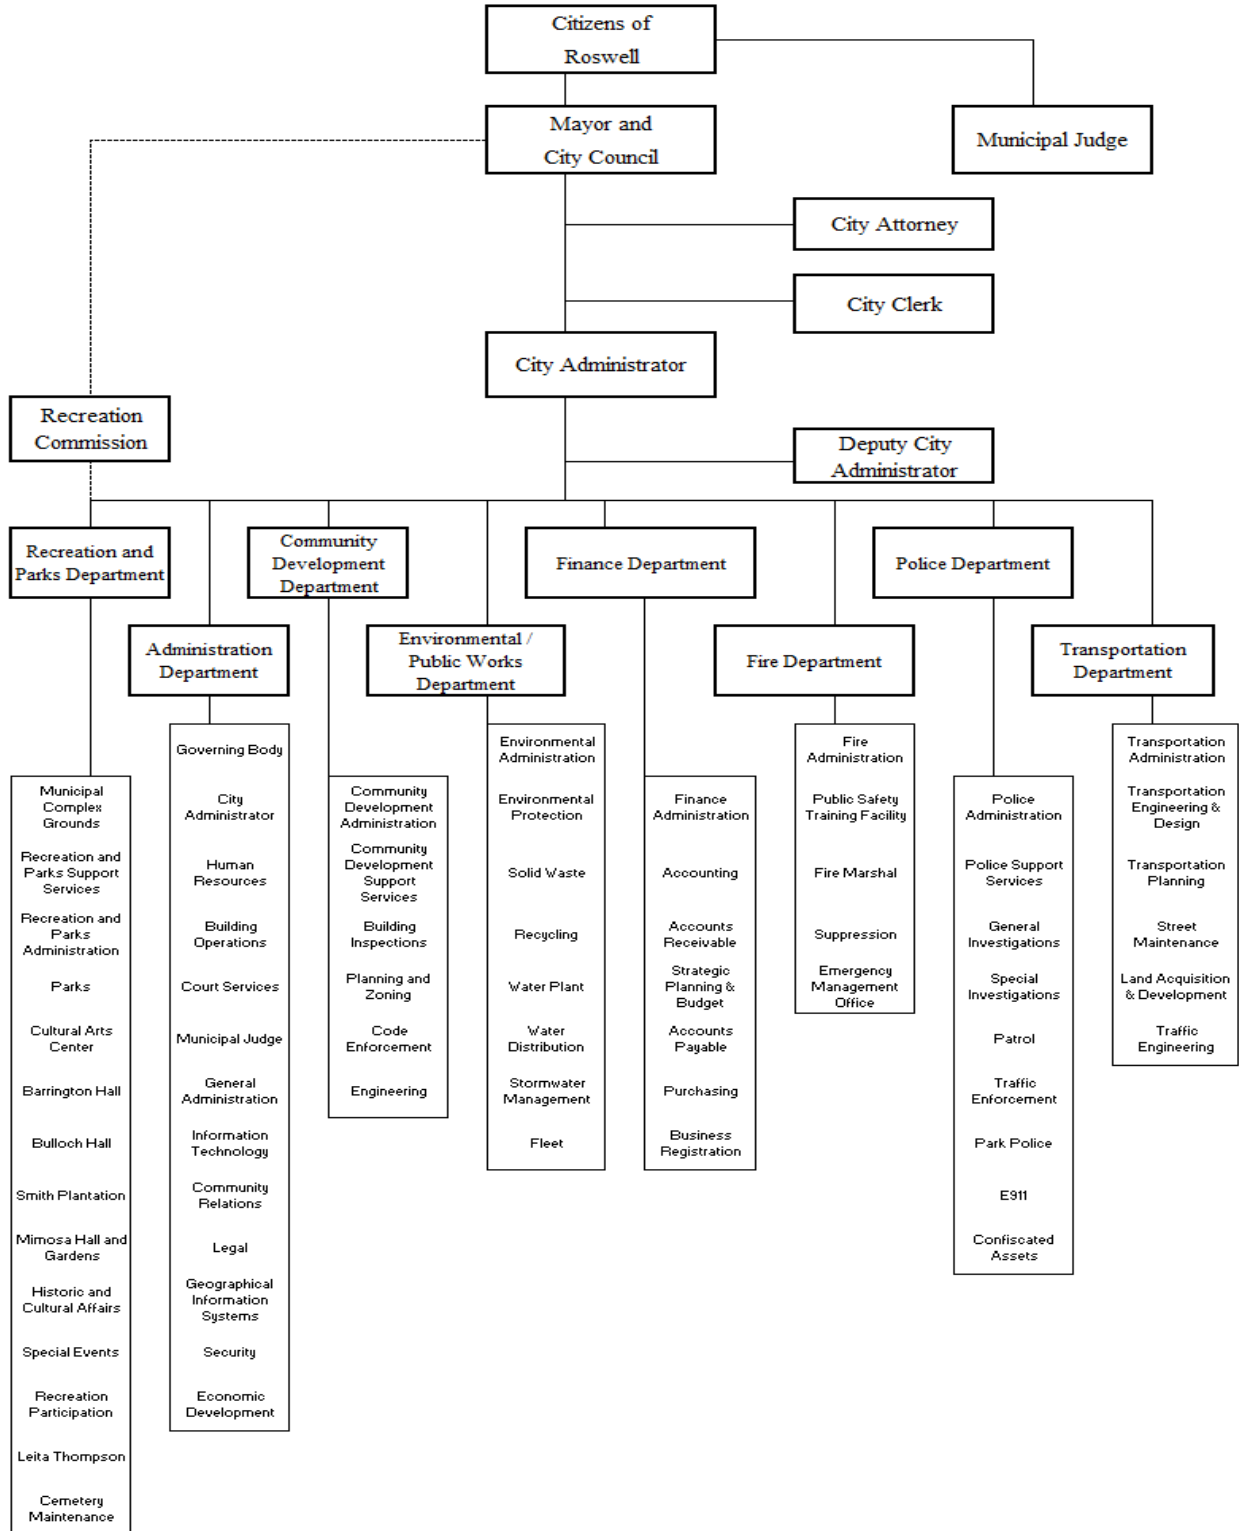 Citizens of
Roswell
Mayor and
City Council
Municipal Judge
City Attorney
City Clerk
City Administrator
Recreation
Commission
Deputy City
Administrator
Recreation and
Parks Department
Community
Development
Department
Finance Department
Police Department
Administration
Department
Environmental /
Public Works
Department
Fire Department
Transportation
Department
Municipal
Complex
Grounds
Recreation and
Parks Support
Services
Recreation and
Parks
Administration
Parks
Cultural Arts
Center
Barrington Hall
Bulloch Hall
Smith Plantation
Mimosa Hall and
Gardens
Historic and
Cultural Affairs
Special Events
Recreation
Participation
Leita Thompson
Cemetery
Maintenance
Governing Body
City
Administrator
Human
Resources
Building
Operations
Court Services
Municipal Judge
General
Administration
Information
Technology
Community
Relations
Legal
Geographical
Information
Systems
Security
Economic
Development
Community
Development
Administration
Community
Development
Support
Services
Building
Inspections
Planning and
Zoning
Code
Enforcement
Engineering
Environmental
Administration
Environmental
Protection
Solid Waste
Recycling
Water Plant
Water
Distribution
Stormwater
Management
Fleet
Finance
Administration
Accounting
Accounts
Receivable
Strategic
Planning &
Budget
Accounts
Payable
Purchasing
Business
Registration
Fire
Administration
Public Safety
Training Facility
Fire Marshal
Suppression
Emergency
Management
Office
Police
Administration
Police Support
Services
General
Investigations
Special
Investigations
Patrol
Traffic
Enforcement
Park Police
E911
Confiscated
Assets
Transportation
Administration
Transportation
Engineering &
Design
Transportation
Planning
Street
Maintenance
Land Acquisition
& Development
Traffic
Engineering